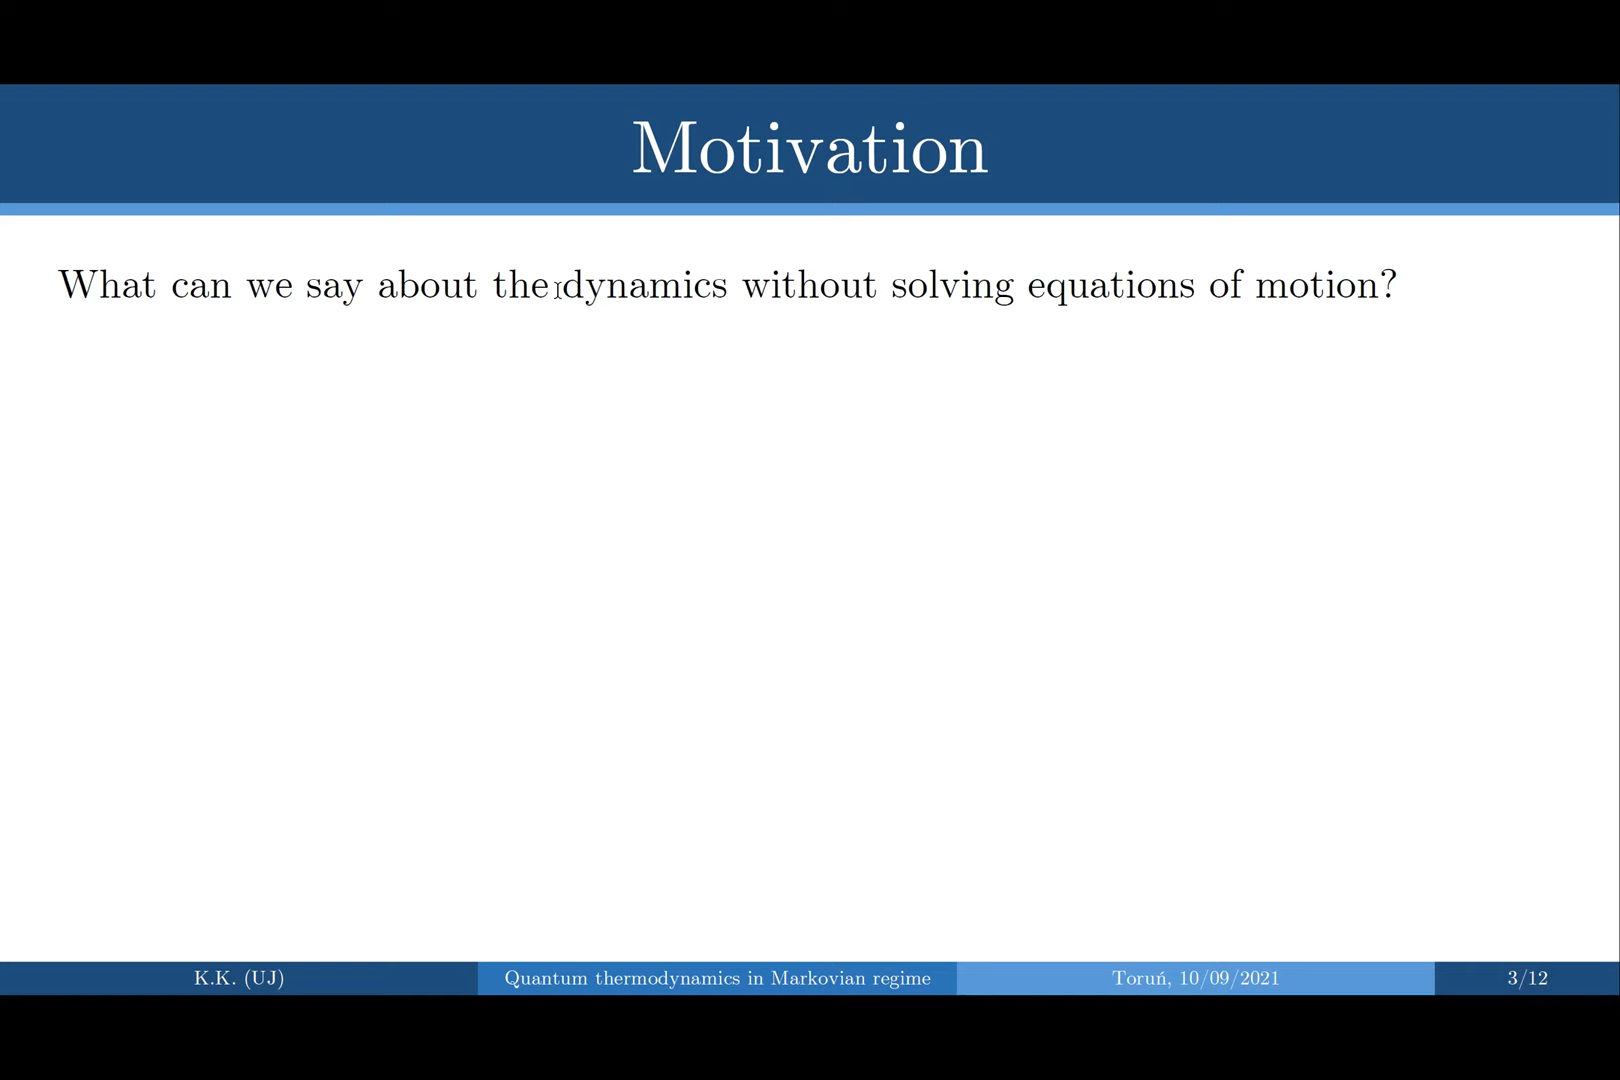 Motivation
What can we say about the dynamics without solving equations of motion?
K.K. (UJ) Quantum thermodynamics in Markovian regime Toruń, 10/09/2021 3/12